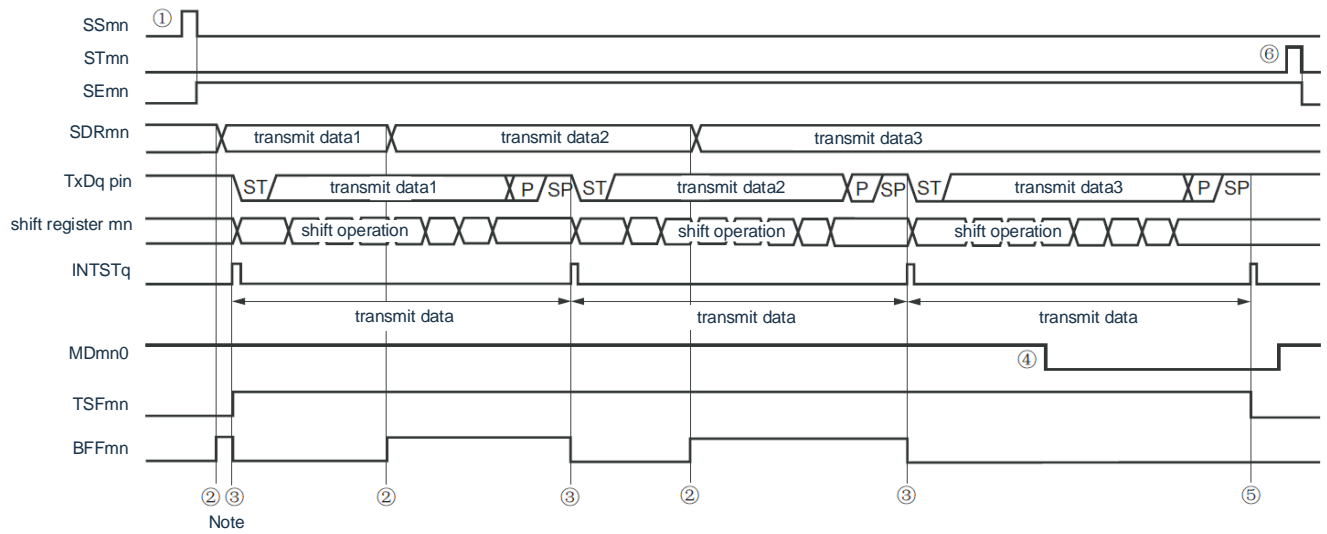 ① SSmn
⑥ STmn
SEmn
SDRmn transmit data1 transmit data2 transmit data3
TxDq pin ST transmit data1 P SP ST transmit data2 P SP ST transmit data3 P SP
shift register mn shift operation shift operation shift operation
INTSTq
transmit data transmit data transmit data
MDmn0 ④
TSFmn
BFFmn
② ③ ② ③ ② ③ ⑤
Note